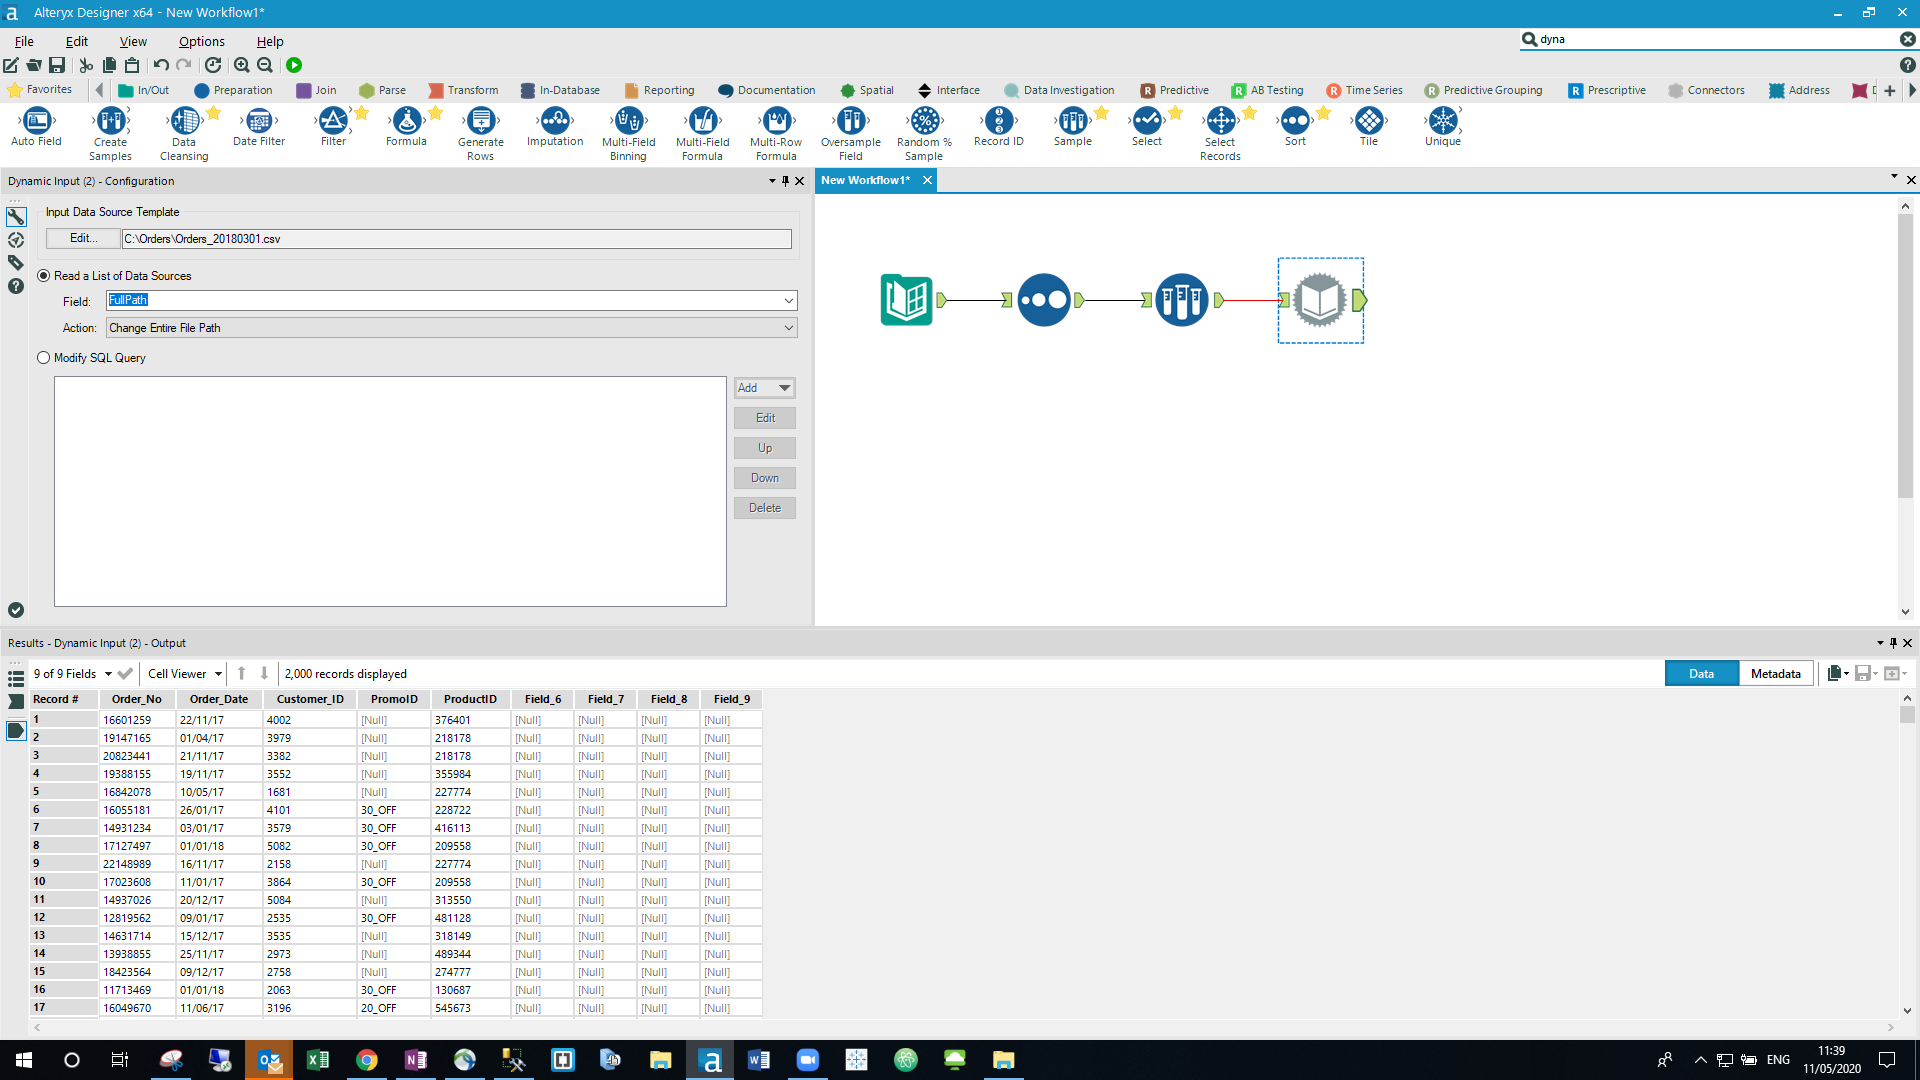 Alteryx Designer x64 - New Workflow1*
File Edit View Options Help
dyna
Favorites In/Out Preparation Join Parse Transform In-Database Reporting Documentation Spatial Interface Data Investigation Predictive AB Testing Time Series Predictive Grouping Prescriptive Connectors Address
Auto Field Create Samples Data Cleansing Date Filter Filter Formula Generate Rows Imputation Multi-Field Binning Multi-Field Formula Multi-Row Formula Oversample Field Random % Sample Record ID Sample Select Select Records Sort Tile Unique
Dynamic Input (2) - Configuration
New Workflow1*
Input Data Source Template
Edit... C:\Orders\Orders_20180301.csv
Read a List of Data Sources
Field: FullPath
Action: Change Entire File Path
Modify SQL Query
Add
Edit
Up
Down
Delete
Results - Dynamic Input (2) - Output
9 of 9 Fields Cell Viewer 2,000 records displayed Data Metadata
Record # Order_No Order_Date Customer_ID PromoID ProductID Field_6 Field_7 Field_8 Field_9
1 16601259 22/11/17 4002 [Null] 376401 [Null] [Null] [Null] [Null]
2 19147165 01/04/17 3979 [Null] 218178 [Null] [Null] [Null] [Null]
3 20823441 21/11/17 3382 [Null] 218178 [Null] [Null] [Null] [Null]
4 19388155 19/11/17 3552 [Null] 355984 [Null] [Null] [Null] [Null]
5 16842078 10/05/17 1681 [Null] 227774 [Null] [Null] [Null] [Null]
6 16055181 26/01/17 4101 30_OFF 228722 [Null] [Null] [Null] [Null]
7 14931234 03/01/17 3579 30_OFF 416113 [Null] [Null] [Null] [Null]
8 17127497 01/01/18 5082 30_OFF 209558 [Null] [Null] [Null] [Null]
9 22148989 16/11/17 2158 [Null] 227774 [Null] [Null] [Null] [Null]
10 17023608 11/01/17 3864 30_OFF 209558 [Null] [Null] [Null] [Null]
11 14937026 20/12/17 5084 [Null] 313550 [Null] [Null] [Null] [Null]
12 12819562 09/01/17 2535 30_OFF 481128 [Null] [Null] [Null] [Null]
13 14631714 15/12/17 3535 [Null] 318149 [Null] [Null] [Null] [Null]
14 13938855 25/11/17 2973 [Null] 489344 [Null] [Null] [Null] [Null]
15 18423564 09/12/17 2758 [Null] 274777 [Null] [Null] [Null] [Null]
16 11713469 01/01/18 2063 30_OFF 130687 [Null] [Null] [Null] [Null]
17 16049670 11/06/17 3196 20_OFF 545673 [Null] [Null] [Null] [Null]
ENG 11:39
11/05/2020